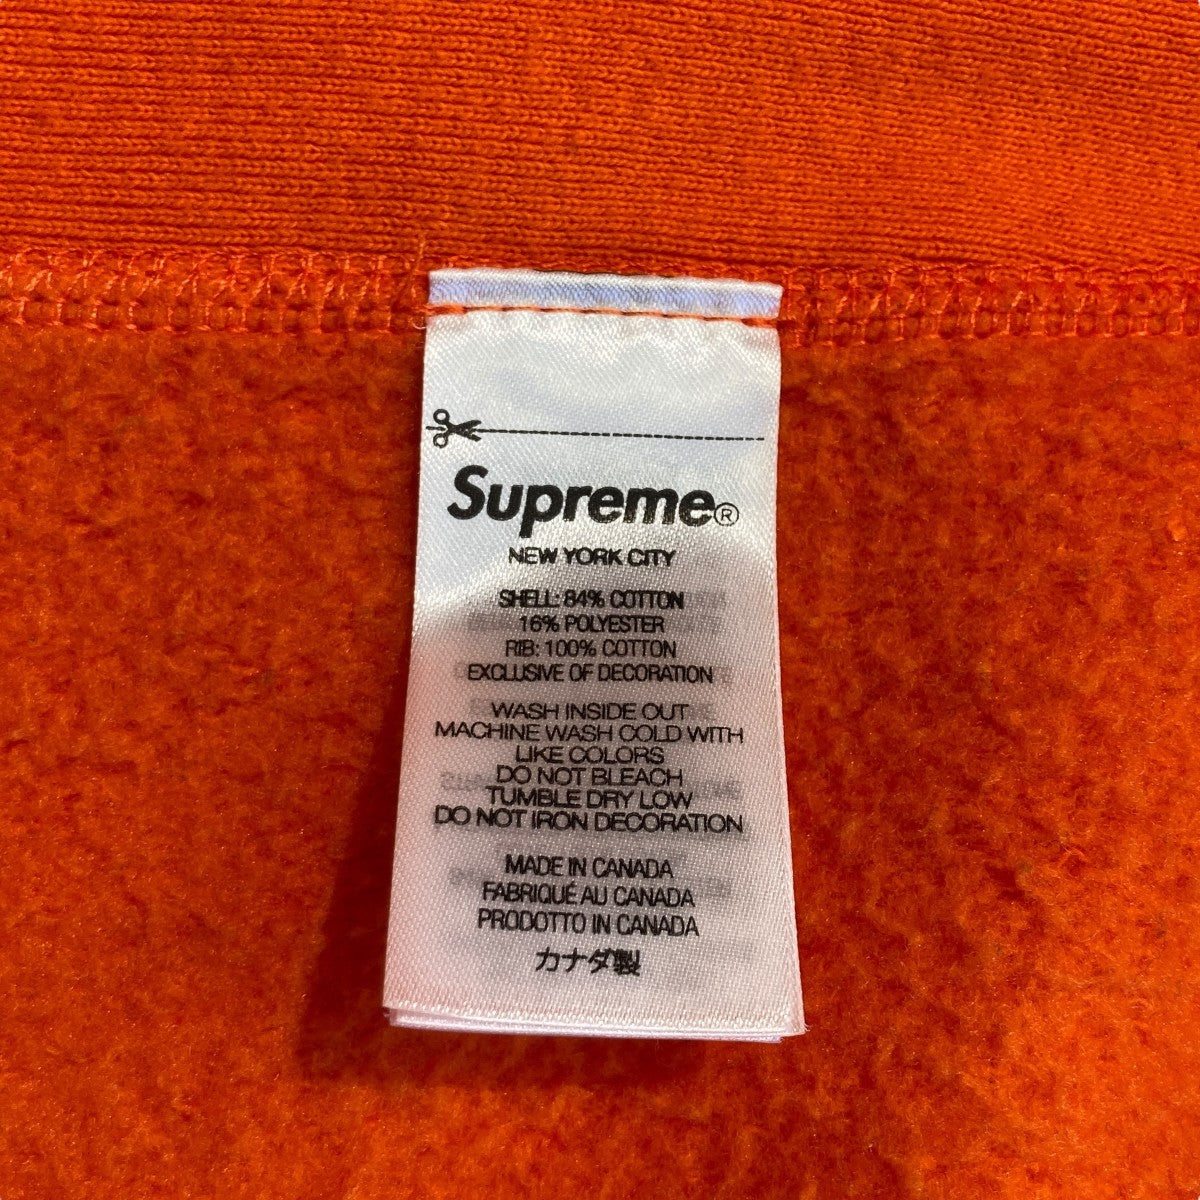 Supreme®
NEW YORK CITY
SHELL: 84% COTTON
16% POLYESTER
RIB: 100% COTTON
EXCLUSIVE OF DECORATION
WASH INSIDE OUT
MACHINE WASH COLD WITH
LIKE COLORS
DO NOT BLEACH
TUMBLE DRY LOW
DO NOT IRON DECORATION
MADE IN CANADA
FABRIQUÉ AU CANADA
PRODOTTO IN CANADA
カナダ製